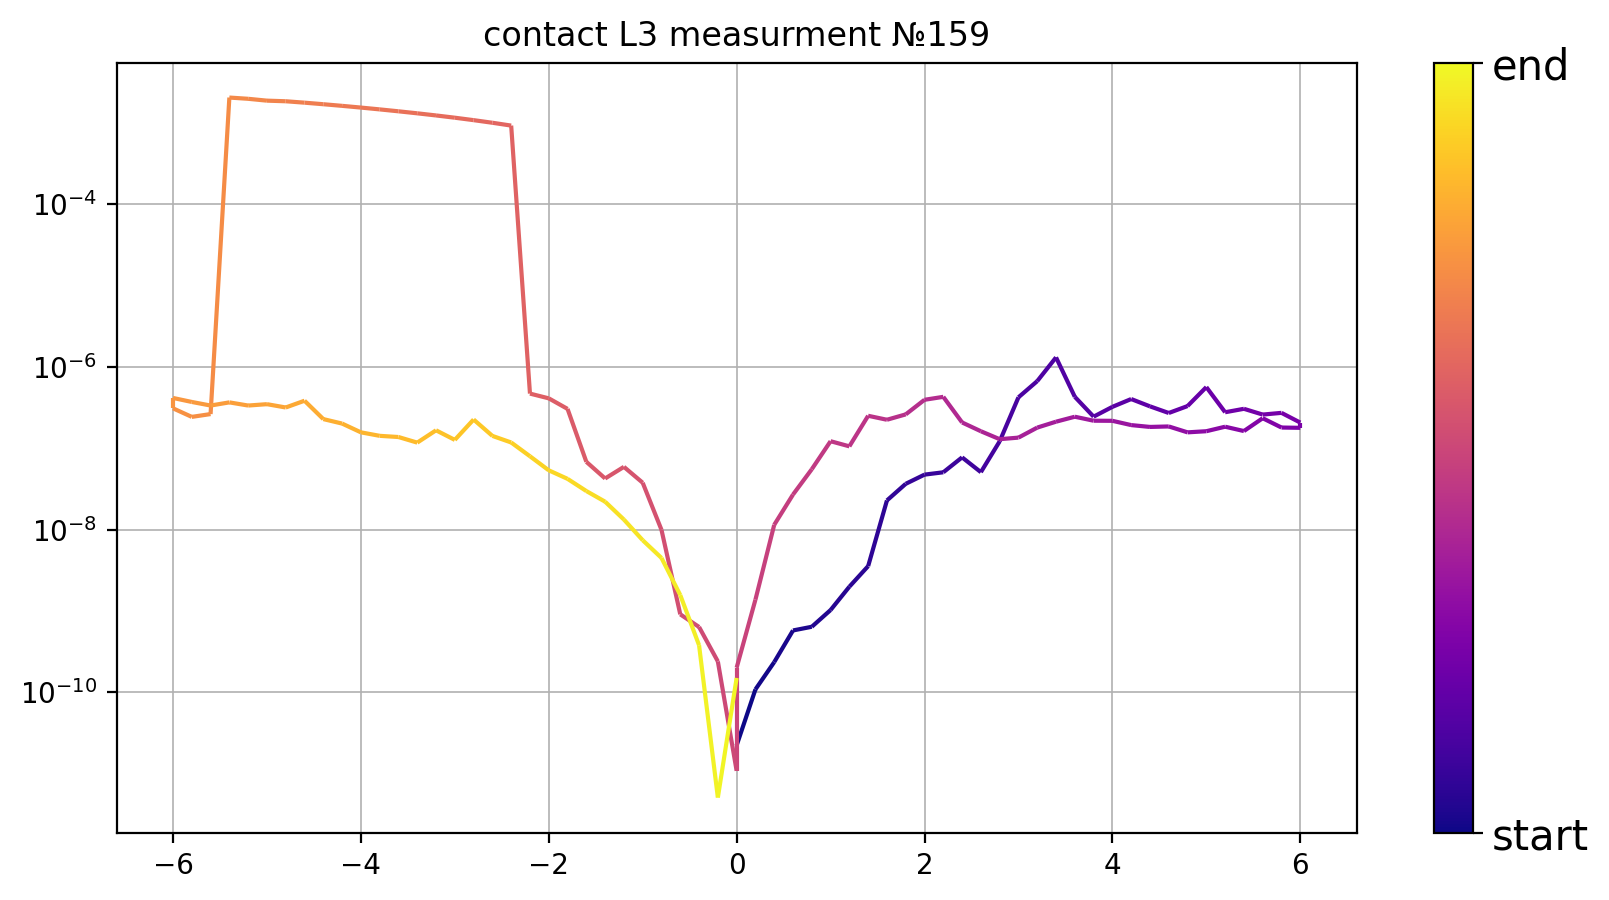 contact L3 measurment №159
end
10⁻⁴
10⁻⁶
10⁻⁸
10⁻¹⁰
start
−6 −4 −2 0 2 4 6